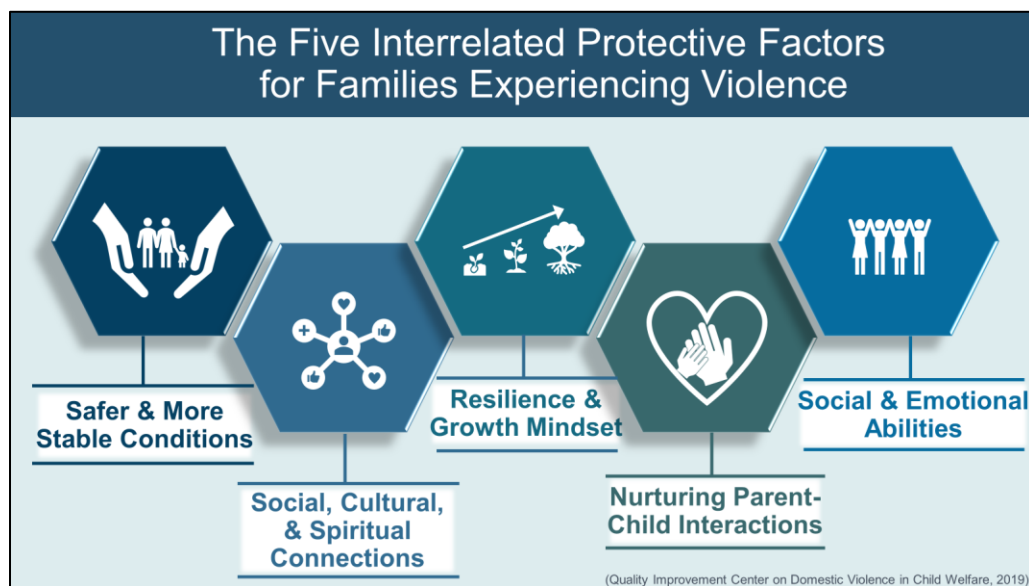 The Five Interrelated Protective Factors
for Families Experiencing Violence
Safer & More
Stable Conditions
Social, Cultural,
& Spiritual
Connections
Resilience &
Growth Mindset
Nurturing Parent-
Child Interactions
Social & Emotional
Abilities
(Quality Improvement Center on Domestic Violence in Child Welfare, 2019)